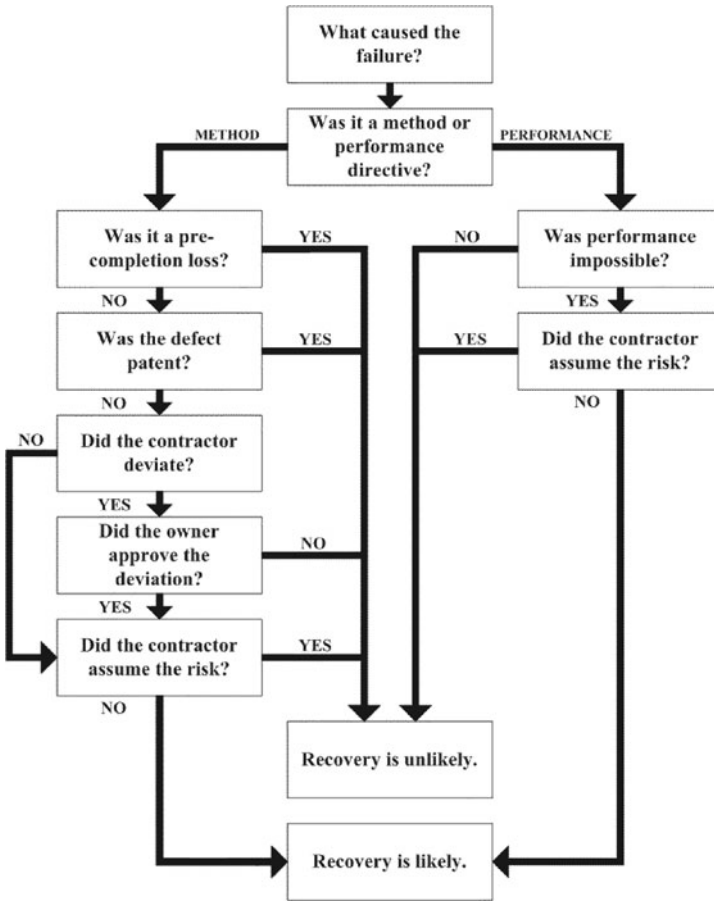 What caused the
failure?
METHOD
Was it a method or
performance
directive?
PERFORMANCE
Was it a pre-
completion loss?
YES
NO
Was performance
impossible?
NO
YES
Was the defect
patent?
YES
YES
Did the contractor
assume the risk?
NO
NO
NO
Did the contractor
deviate?
YES
Did the owner
approve the
deviation?
NO
YES
Did the contractor
assume the risk?
YES
NO
Recovery is unlikely.
Recovery is likely.